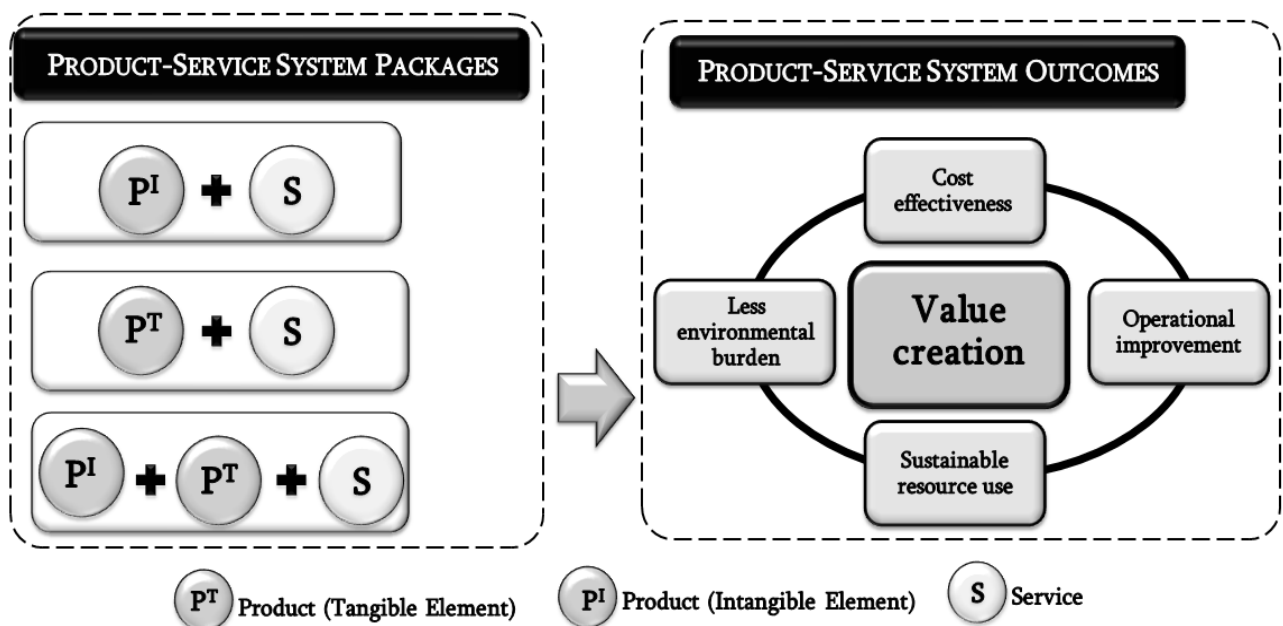 PRODUCT-SERVICE SYSTEM PACKAGES
Pᴵ + S
Pᵀ + S
Pᴵ + Pᵀ + S
PRODUCT-SERVICE SYSTEM OUTCOMES
Cost
effectiveness
Less
environmental
burden
Value
creation
Operational
improvement
Sustainable
resource use
Pᵀ Product (Tangible Element)
Pᴵ Product (Intangible Element)
S Service